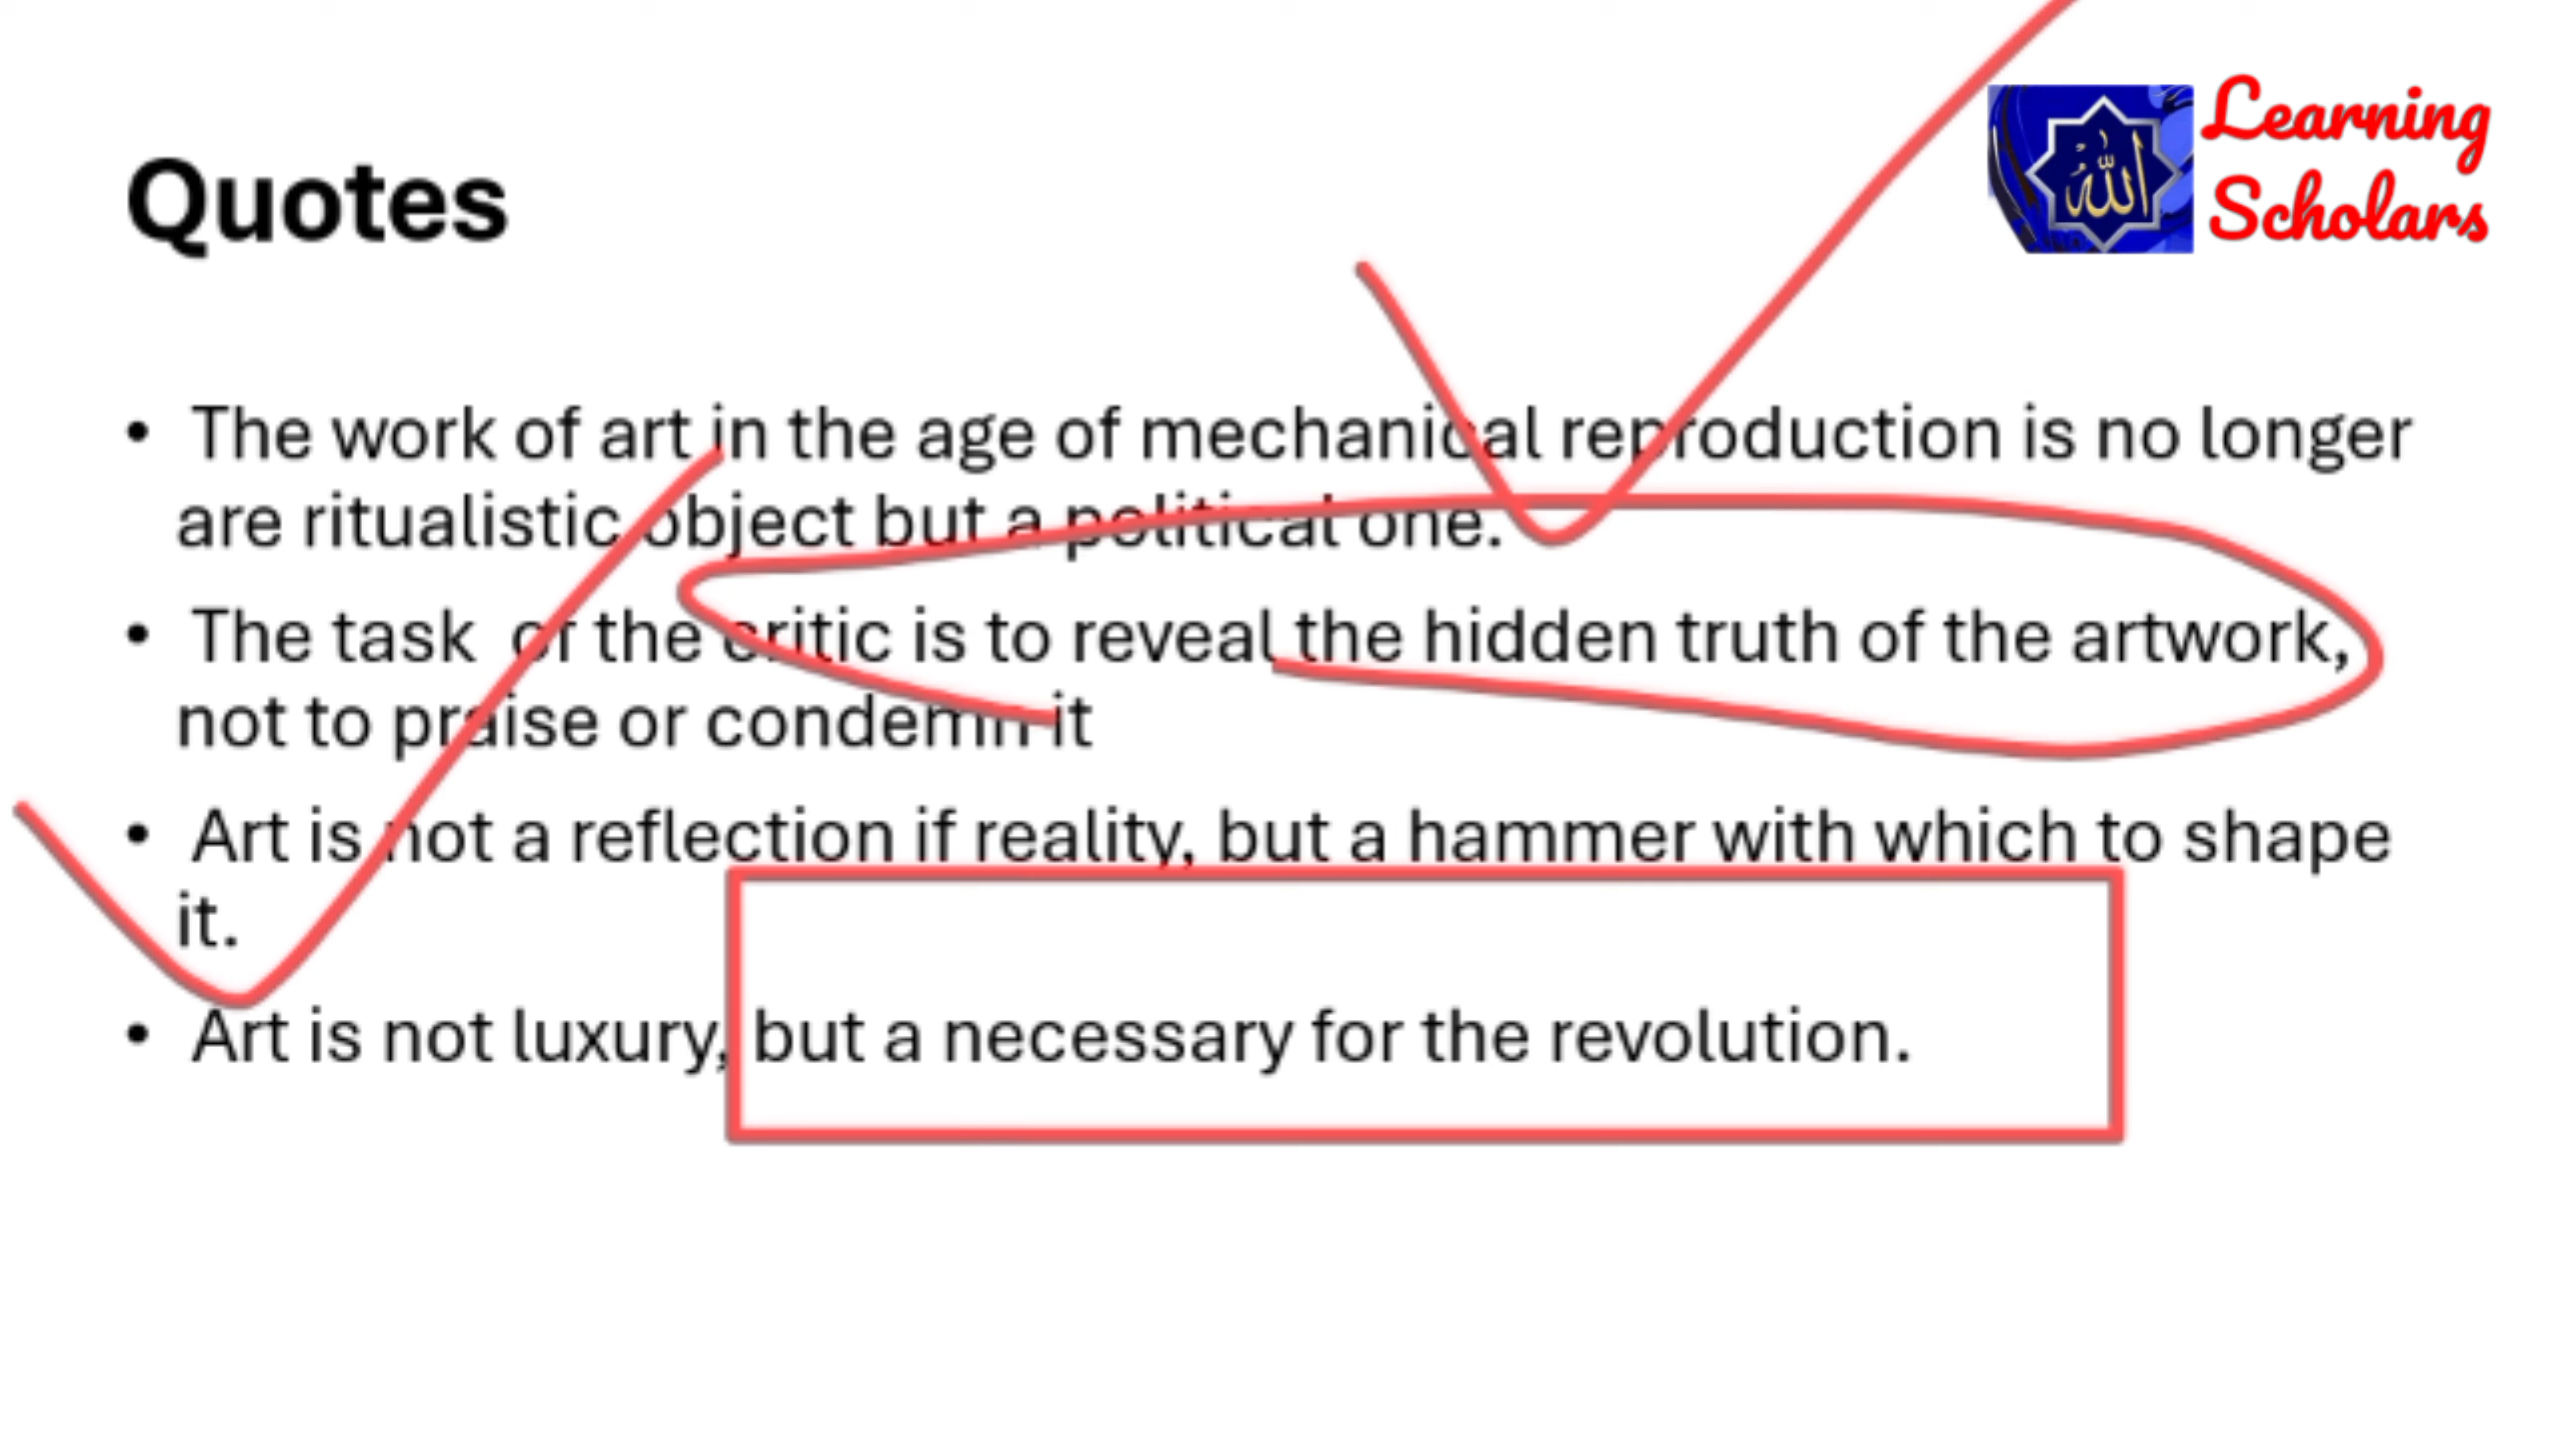 Learning
Scholars
الله
Quotes
• The work of art in the age of mechanical reproduction is no longer
are ritualistic object but a political one.
• The task of the critic is to reveal the hidden truth of the artwork,
not to praise or condemn it
• Art is not a reflection if reality, but a hammer with which to shape
it.
• Art is not luxury, but a necessary for the revolution.